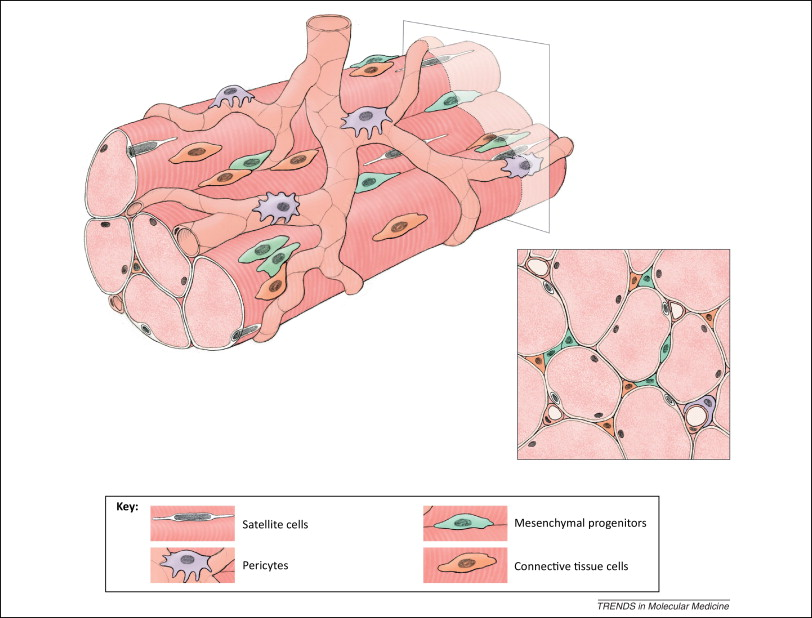 Key:
Satellite cells
Mesenchymal progenitors
Pericytes
Connective tissue cells
TRENDS in Molecular Medicine